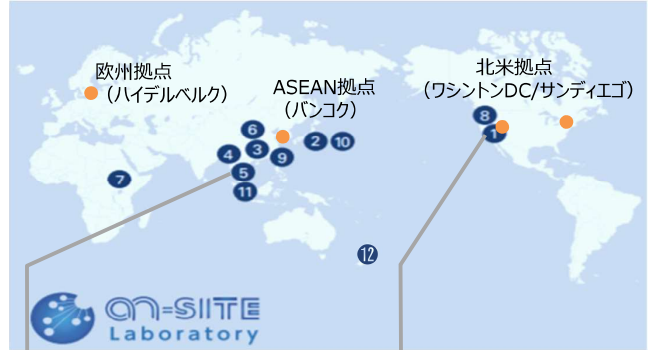 欧州拠点
（ハイデルベルク）
ASEAN拠点
（バンコク）
北米拠点
（ワシントンDC/サンディエゴ）
8
1
6
4
3
9
2
10
5
7
11
⑫
an=SIITE
Laboratory